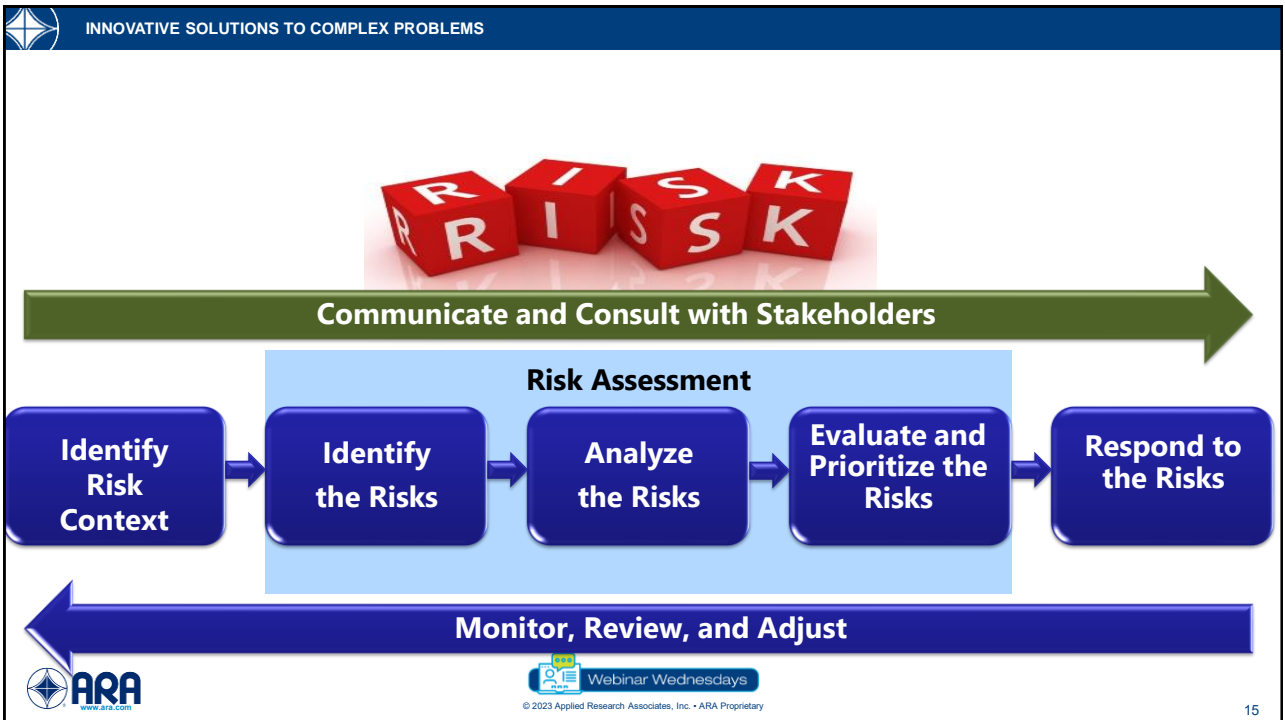 INNOVATIVE SOLUTIONS TO COMPLEX PROBLEMS
R I S K
R R I I S S K
Communicate and Consult with Stakeholders
Risk Assessment
Identify
Risk
Context
Identify
the Risks
Analyze
the Risks
Evaluate and
Prioritize the
Risks
Respond to
the Risks
Monitor, Review, and Adjust
ARA
www.ara.com
Webinar Wednesdays
© 2023 Applied Research Associates, Inc. • ARA Proprietary
15